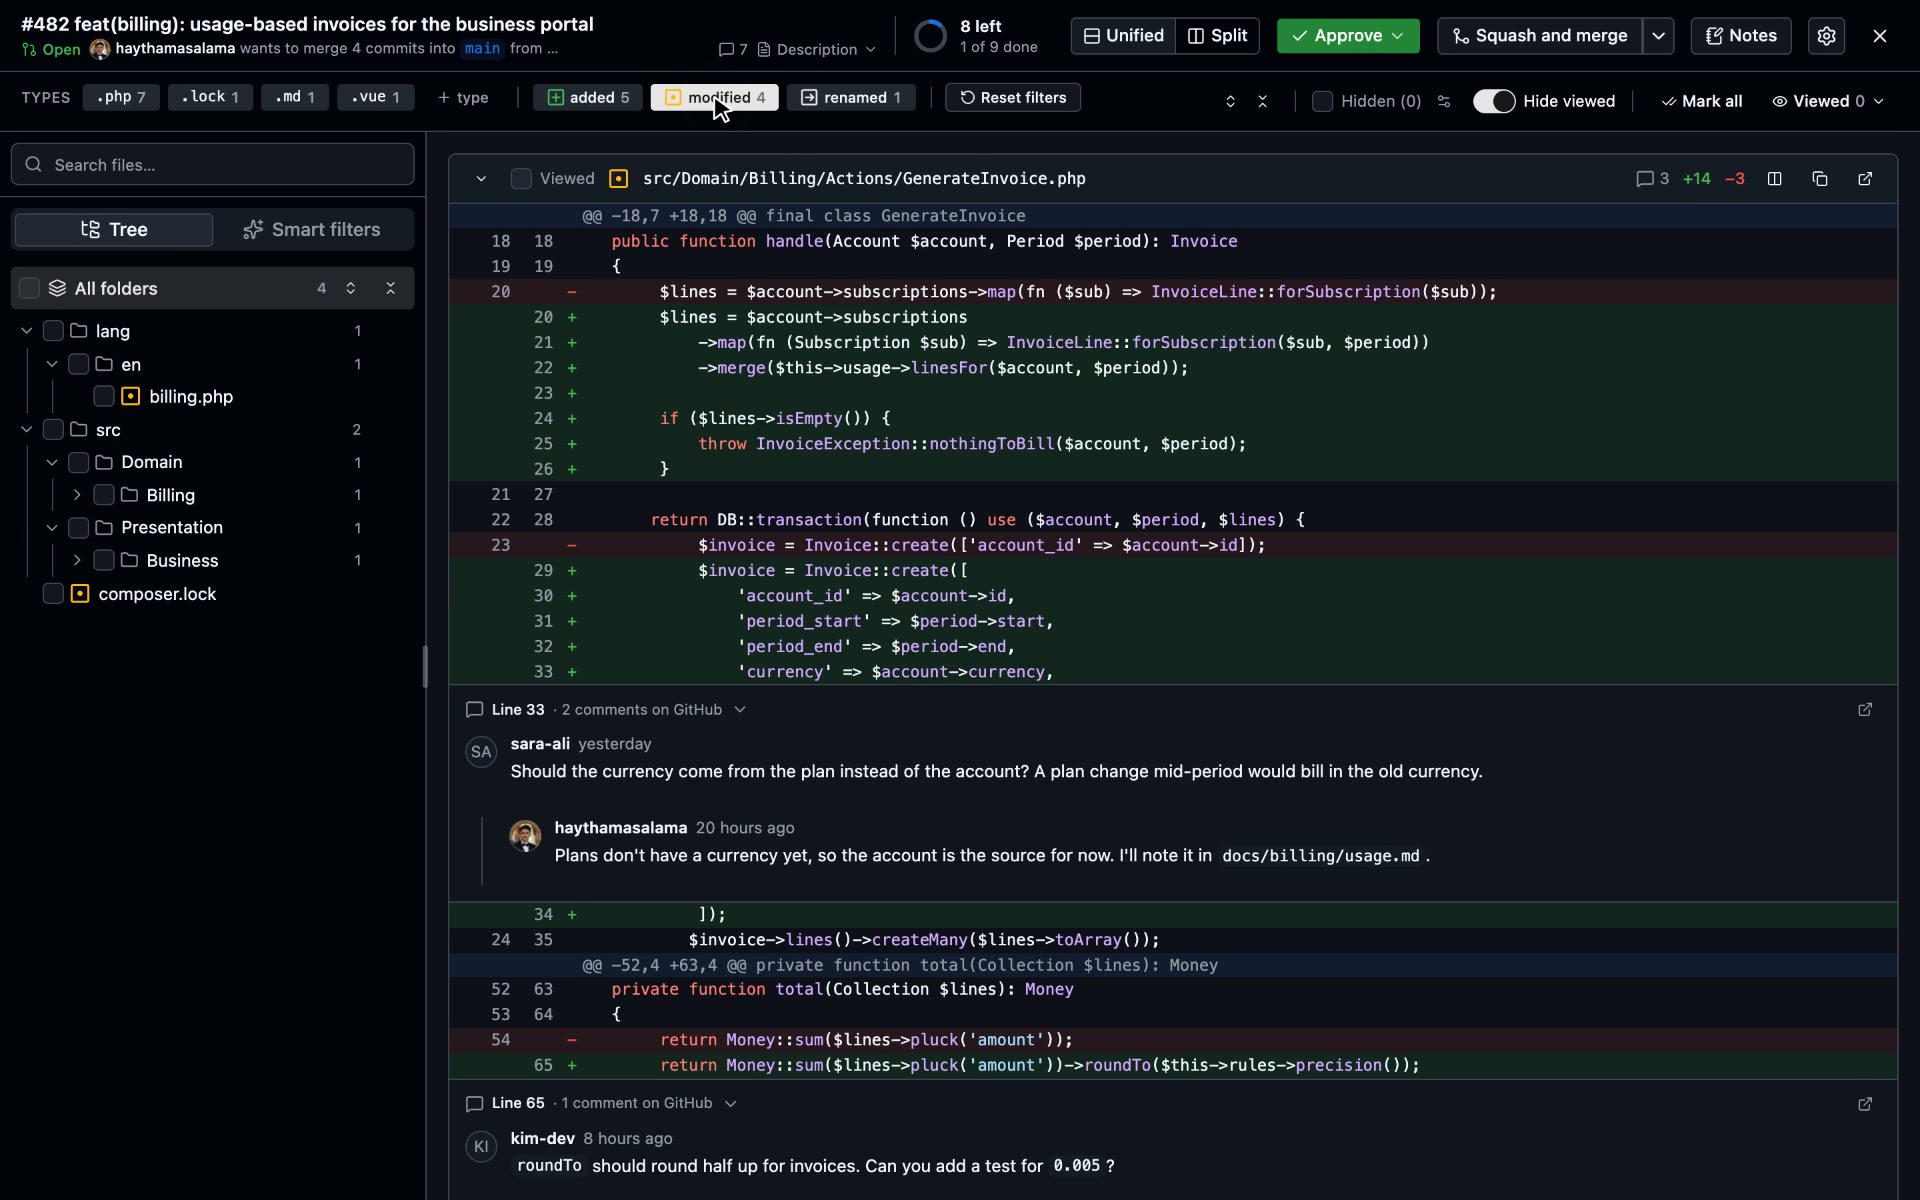 #482 feat(billing): usage-based invoices for the business portal
Open haythamasalama wants to merge 4 commits into main from ...
7 Description
8 left
1 of 9 done
Unified Split
Approve
Squash and merge
Notes
TYPES .php 7 .lock 1 .md 1 .vue 1 + type added 5 modified 4 renamed 1 Reset filters
Hidden (0) Hide viewed Mark all Viewed 0
Search files...
Tree Smart filters
All folders 4
lang 1
en 1
billing.php
src 2
Domain 1
Billing 1
Presentation 1
Business 1
composer.lock
Viewed src/Domain/Billing/Actions/GenerateInvoice.php 3 +14 -3
@@ -18,7 +18,18 @@ final class GenerateInvoice
18 18 public function handle(Account $account, Period $period): Invoice
19 19 {
20 - $lines = $account->subscriptions->map(fn ($sub) => InvoiceLine::forSubscription($sub));
20 + $lines = $account->subscriptions
21 + ->map(fn (Subscription $sub) => InvoiceLine::forSubscription($sub, $period))
22 + ->merge($this->usage->linesFor($account, $period));
23 +
24 + if ($lines->isEmpty()) {
25 + throw InvoiceException::nothingToBill($account, $period);
26 + }
21 27
22 28 return DB::transaction(function () use ($account, $period, $lines) {
23 - $invoice = Invoice::create(['account_id' => $account->id]);
29 + $invoice = Invoice::create([
30 + 'account_id' => $account->id,
31 + 'period_start' => $period->start,
32 + 'period_end' => $period->end,
33 + 'currency' => $account->currency,
Line 33 · 2 comments on GitHub
SA sara-ali yesterday
Should the currency come from the plan instead of the account? A plan change mid-period would bill in the old currency.
haythamasalama 20 hours ago
Plans don't have a currency yet, so the account is the source for now. I'll note it in docs/billing/usage.md .
34 + ]);
24 35 $invoice->lines()->createMany($lines->toArray());
@@ -52,4 +63,4 @@ private function total(Collection $lines): Money
52 63 private function total(Collection $lines): Money
53 64 {
54 - return Money::sum($lines->pluck('amount'));
65 + return Money::sum($lines->pluck('amount'))->roundTo($this->rules->precision());
Line 65 · 1 comment on GitHub
KI kim-dev 8 hours ago
roundTo should round half up for invoices. Can you add a test for 0.005 ?